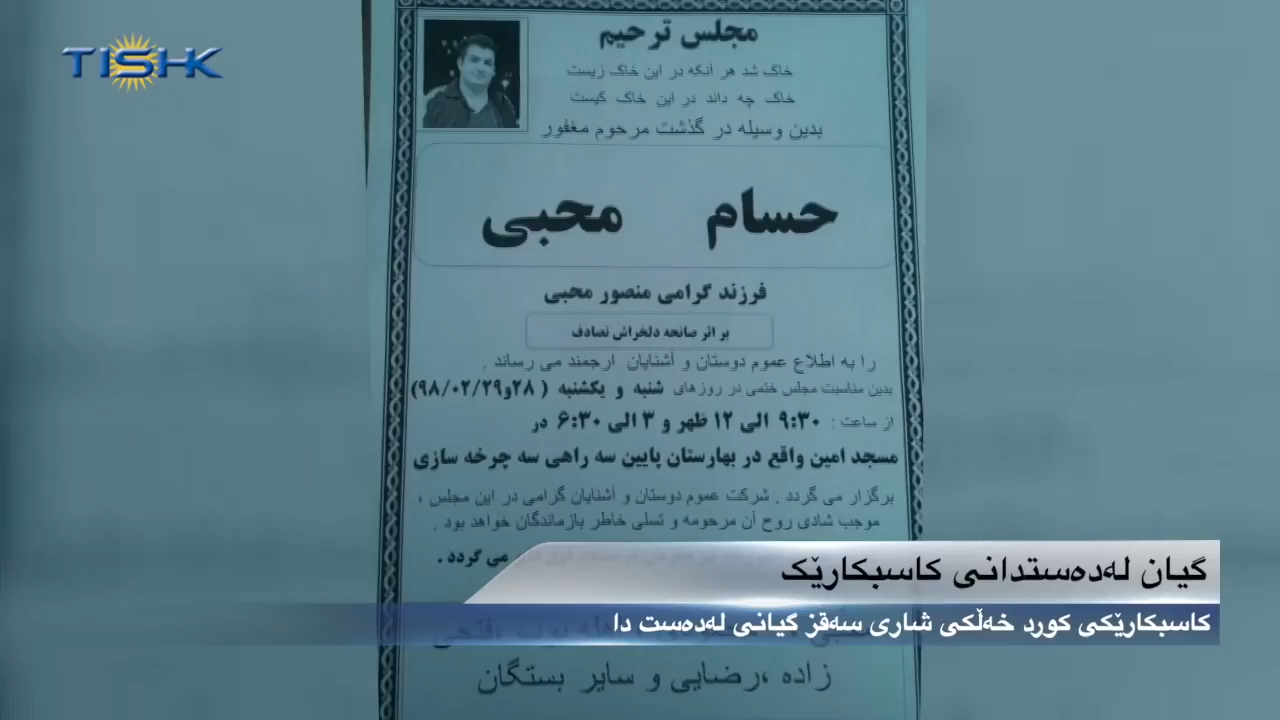 TISHK
مجلس ترحیم
خاک شد هر آنکه در این خاک زیست
خاک چه داند در این خاک کیست
بدین وسیله در گذشت مرحوم مغفور
حسام محبی
فرزند گرامی منصور محبی
بر اثر صانحه دلخراش تصادف
را به اطلاع عموم دوستان و آشنایان ارجمند می رساند .
بدین مناسبت مجلس ختمی در روزهای شنبه و یکشنبه ( ۲۸و۹۸/۰۲/۲۹)
از ساعت : ۹:۳۰ الی ۱۲ ظهر و ۳ الی ۶:۳۰ در
مسجد امین واقع در بهارستان پایین سه راهی سه چرخه سازی
برگزار می گردد . شرکت عموم دوستان و آشنایان گرامی در این مجلس ،
موجب شادی روح آن مرحومه و تسلی خاطر بازماندگان خواهد بود .
می گردد .
گیان لەدەستدانی کاسبکارێک
کاسبکارێکی کورد خەڵکی شاری سەقز گیانی لەدەست دا
زاده ،رضایی و سایر بستگان